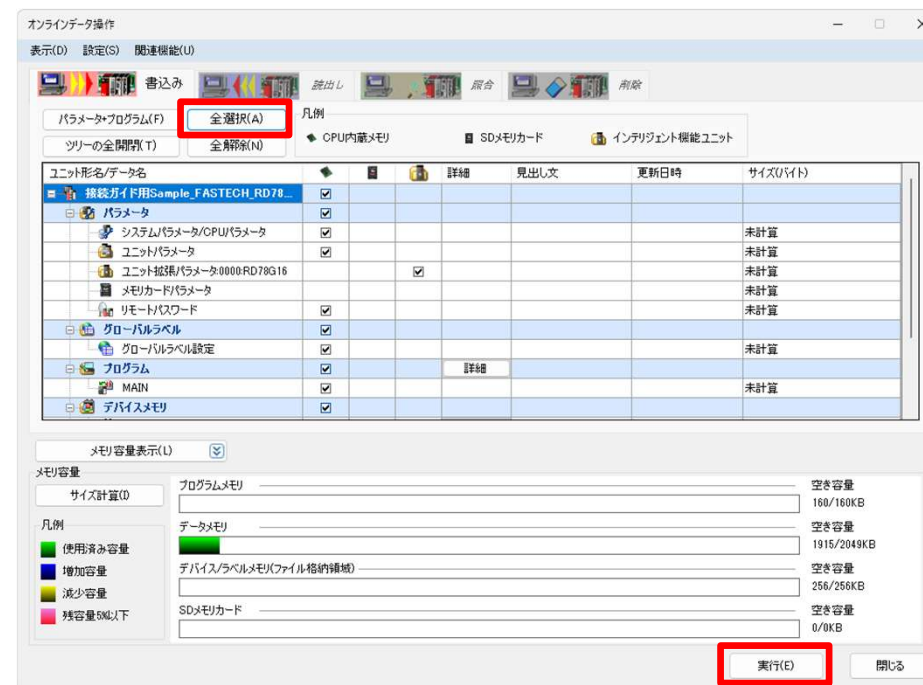 オンラインデータ操作
表示(D) 設定(S) 関連機能(U)
書込み 読出し 照合 削除
パラメータ+プログラム(F) 全選択(A) 凡例
ツリーの全開閉(T) 全解除(N) CPU内蔵メモリ SDメモリカード インテリジェント機能ユニット
ユニット形名/データ名 詳細 見出し文 更新日時 サイズ(バイト)
接続ガイド用Sample_FASTECH_RD78...
パラメータ
システムパラメータ/CPUパラメータ 未計算
ユニットパラメータ 未計算
ユニット拡張パラメータ:0000:RD78G16 未計算
メモリカードパラメータ 未計算
リモートパスワード 未計算
グローバルラベル
グローバルラベル設定 未計算
プログラム 詳細
MAIN 未計算
デバイスメモリ
メモリ容量表示(L)
メモリ容量
サイズ計算(I)
凡例
使用済み容量
増加容量
減少容量
残容量5%以下
プログラムメモリ 空き容量
160/160KB
データメモリ 空き容量
1915/2049KB
デバイス/ラベルメモリ(ファイル格納領域) 空き容量
256/256KB
SDメモリカード 空き容量
0/0KB
実行(E) 閉じる